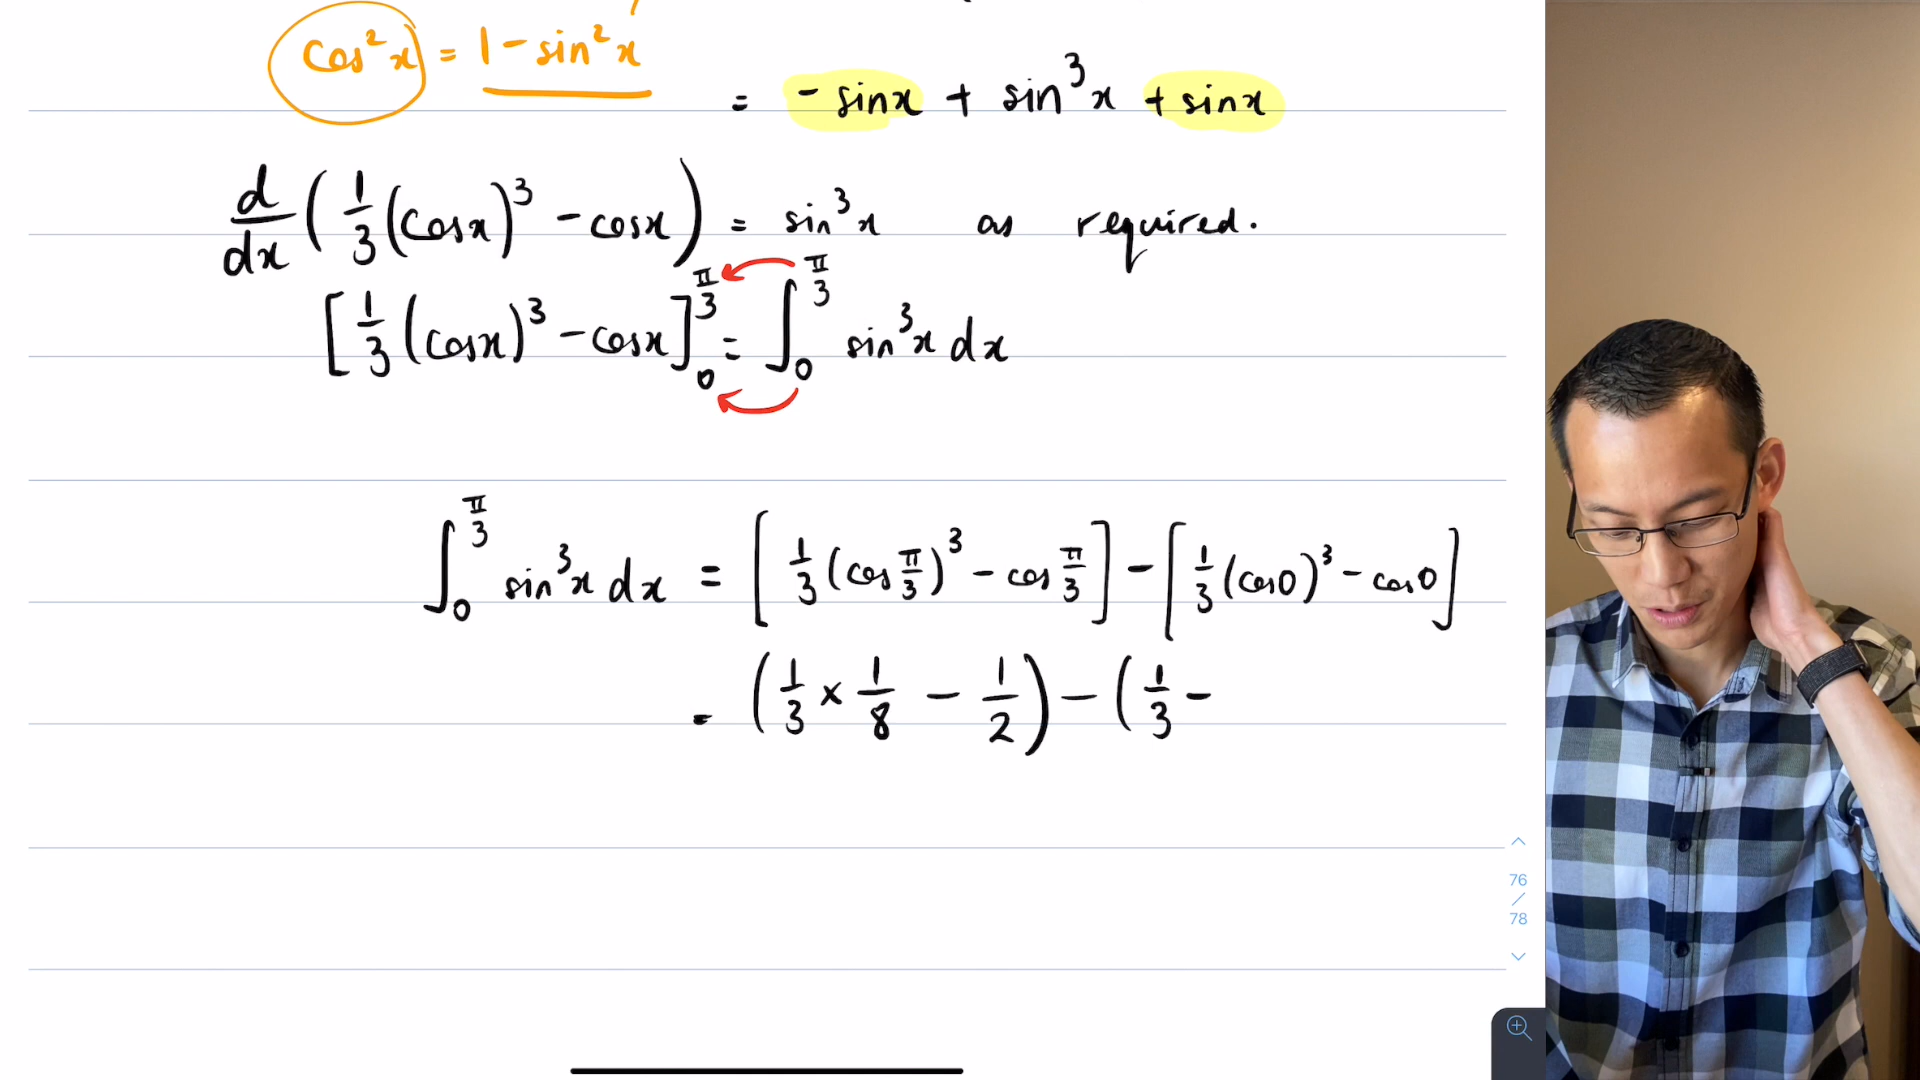 cos²x = 1 - sin²x
= - sinx + sin³x + sinx
d/dx (1/3 (cosx)³ - cosx) = sin³x as required.
[1/3 (cosx)³ - cosx]₀^π/3 = ∫₀^π/3 sin³x dx
∫₀^π/3 sin³x dx = [1/3 (cos π/3)³ - cos π/3] - [1/3 (cos0)³ - cos0]
= (1/3 × 1/8 - 1/2) - (1/3 -
76
/
78